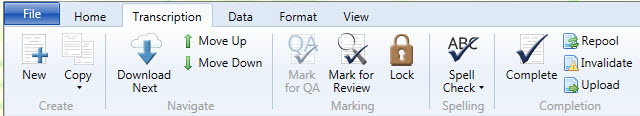 File Home Transcription Data Format View
QA ABC
Move Up Repool
Move Down Invalidate
New Copy Download Mark Mark for Lock Spell Complete
Next for QA Review Check Upload
Create Navigate Marking Spelling Completion